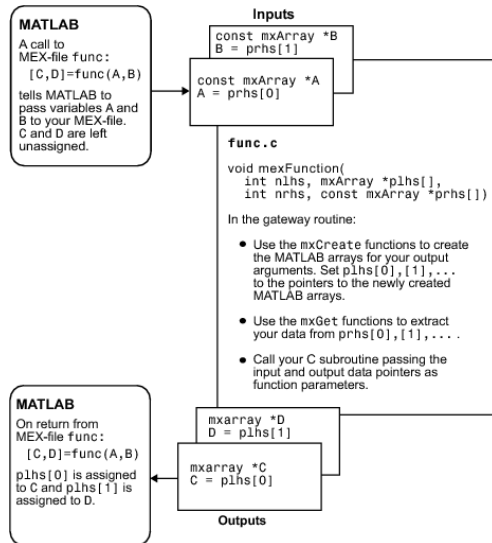 MATLAB
A call to
MEX-file func:
[C,D]=func(A,B)
tells MATLAB to
pass variables A and
B to your MEX-file.
C and D are left
unassigned.
Inputs
const mxArray *B
B = prhs[1]
const mxArray *A
A = prhs[0]
func.c
void mexFunction(
int nlhs, mxArray *plhs[],
int nrhs, const mxArray *prhs[])
In the gateway routine:
● Use the mxCreate functions to create
the MATLAB arrays for your output
arguments. Set plhs[0],[1],...
to the pointers to the newly created
MATLAB arrays.
● Use the mxGet functions to extract
your data from prhs[0],[1],... .
● Call your C subroutine passing the
input and output data pointers as
function parameters.
MATLAB
On return from
MEX-file func:
[C,D]=func(A,B)
plhs[0] is assigned
to C and plhs[1] is
assigned to D.
mxarray *D
D = plhs[1]
mxarray *C
C = plhs[0]
Outputs